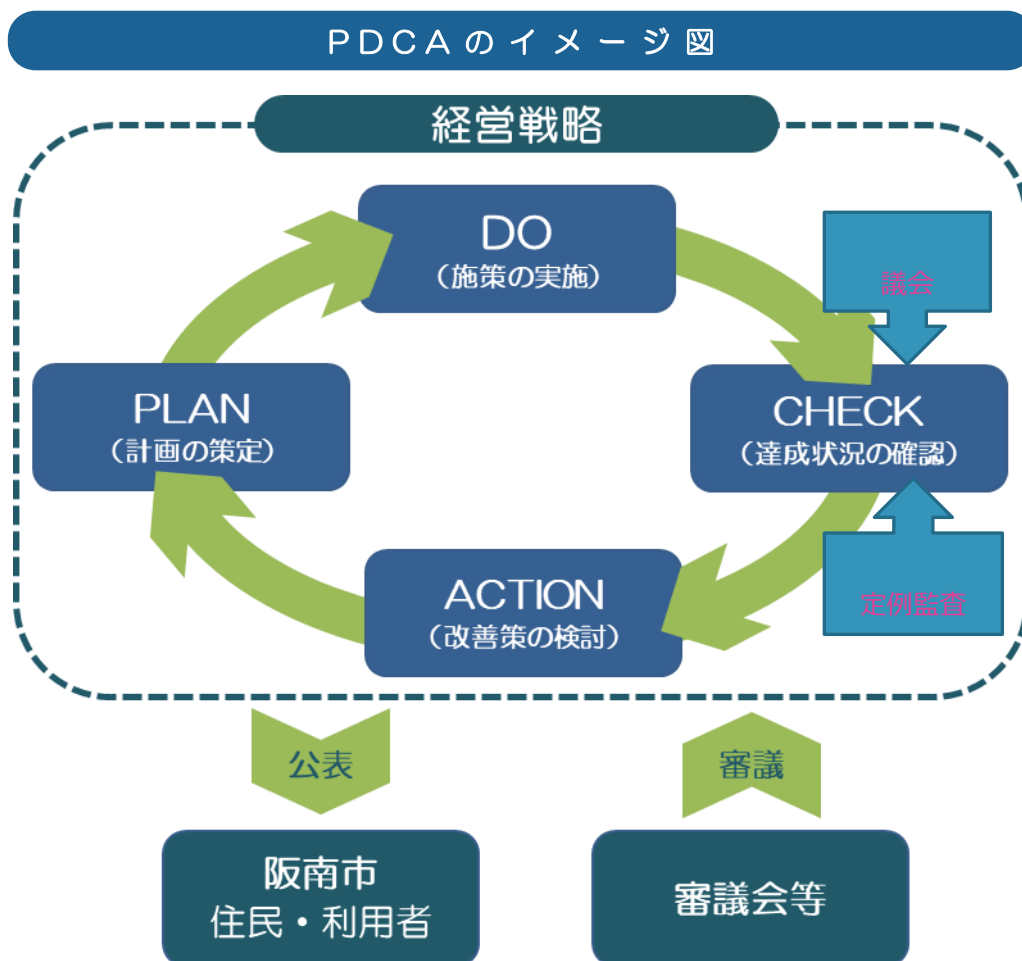 PDCAのイメージ図
経営戦略
DO
（施策の実施）
議会
PLAN
（計画の策定）
CHECK
（達成状況の確認）
ACTION
（改善策の検討）
定例監査
公表
審議
阪南市
住民・利用者
審議会等